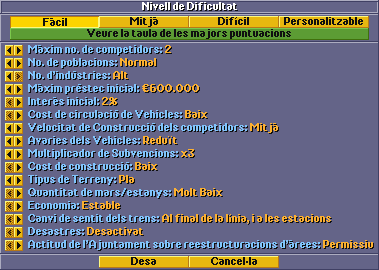 Nivell de Dificultat
Fàcil Mitjà Difícil Personalitzable
Veure la taula de les majors puntuacions
Màxim no. de competidors: 2
No. de poblacions: Normal
No. d'indústries: Alt
Màxim préstec inicial: €600.000
Interès inicial: 2%
Cost de circulació de Vehicles: Baix
Velocitat de Construcció dels competidors: Mitjà
Avaries dels Vehicles: Reduït
Multiplicador de Subvencions: x3
Cost de construcció: Baix
Tipus de Terreny: Pla
Quantitat de mars/estanys: Molt Baix
Economia: Estable
Canvi de sentit dels trens: Al final de la línia, i a les estacions
Desastres: Desactivat
Actitud de l'Ajuntament sobre reestructuracions d'àrees: Permissiu
Desa Cancel·la